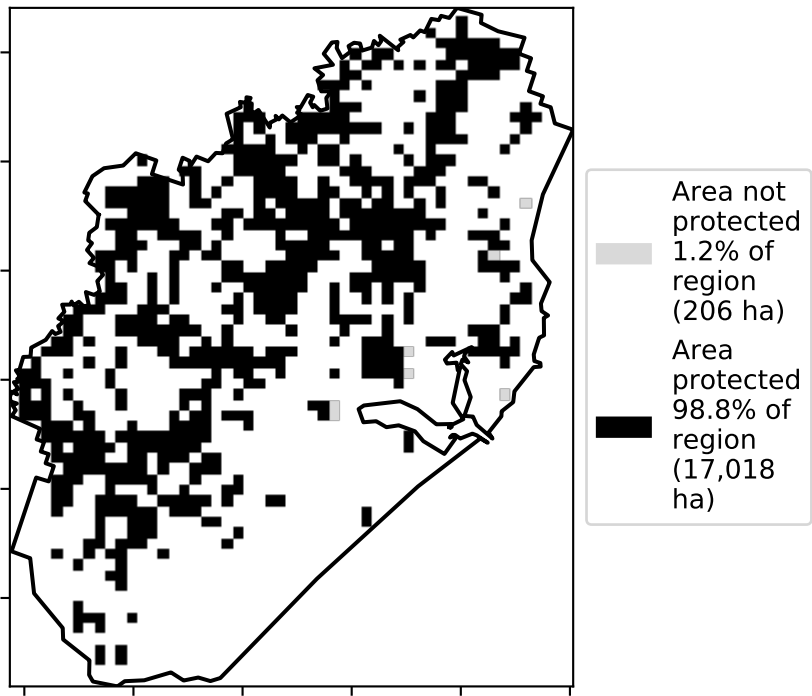 Area not
protected
1.2% of
region
(206 ha)
Area
protected
98.8% of
region
(17,018
ha)